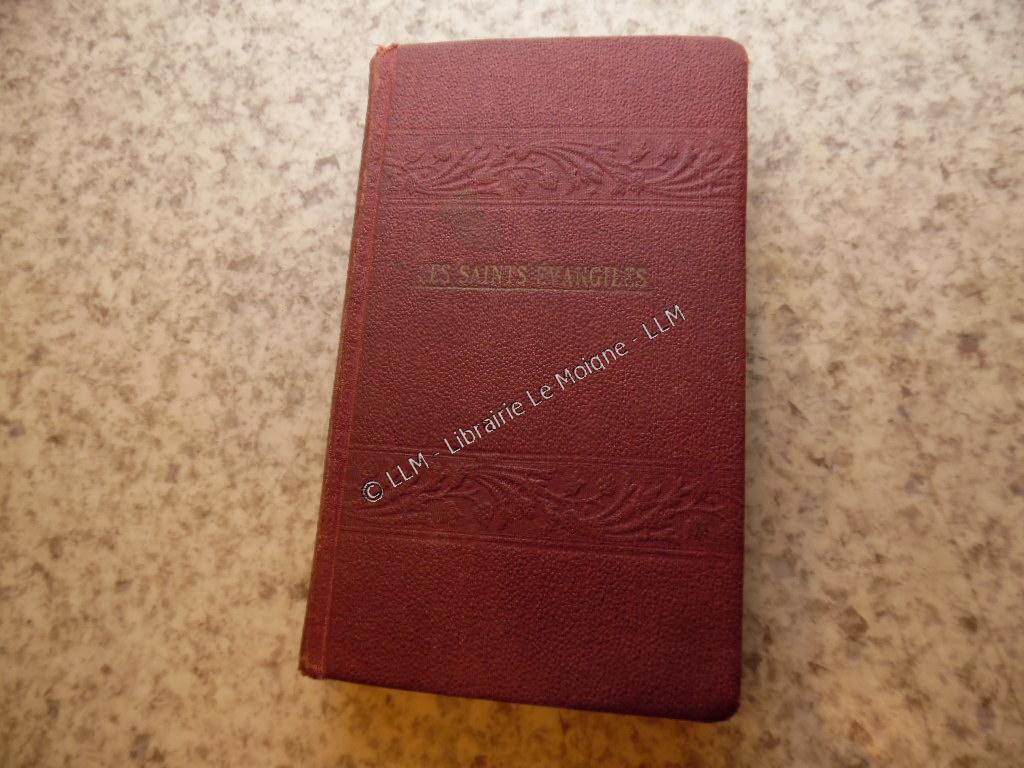 LES SAINTS ÉVANGILES
© LLM - Librairie Le Moigne - LLM